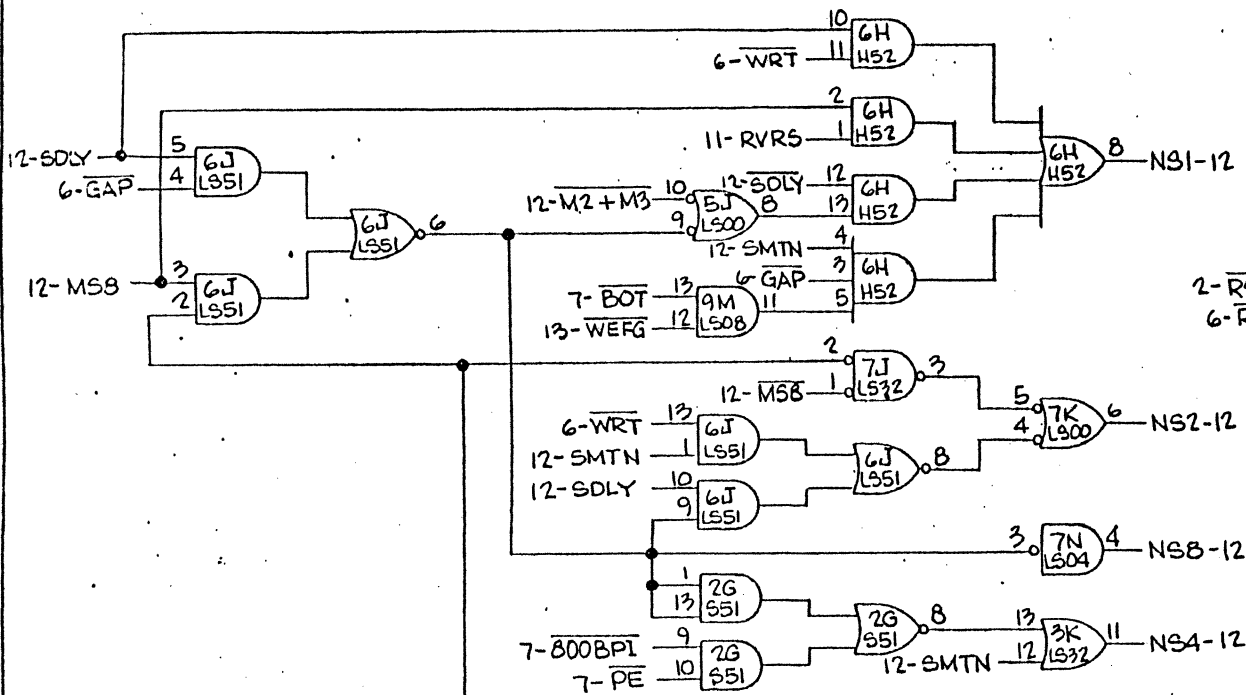 10
6H
H52
11
6-WRT
2
6H
H52
1
11-RVRS
12-SDLY
5
4
6J
LS51
6-GAP
6J
LS51
6
12-M2+M3
10
9
5J
LS00
8
12-SDLY
12
13
6H
H52
6H
H52
8
NS1-12
12-MS8
3
2
6J
LS51
12-SMTN
4
6-GAP
3
5
6H
H52
7-BOT
13
9M
LS08
11
13-WEFG
12
2
7J
LS32
3
12-MS8
1
5
4
7K
LS00
6
NS2-12
6-WRT
13
6J
LS51
12-SMTN
1
6J
LS51
8
12-SDLY
10
9
6J
LS51
3
7N
LS04
4
NS8-12
1
13
2G
S51
2G
S51
8
13
3K
LS32
11
NS4-12
7-800BPI
9
2G
S51
7-PE
10
12-SMTN
12